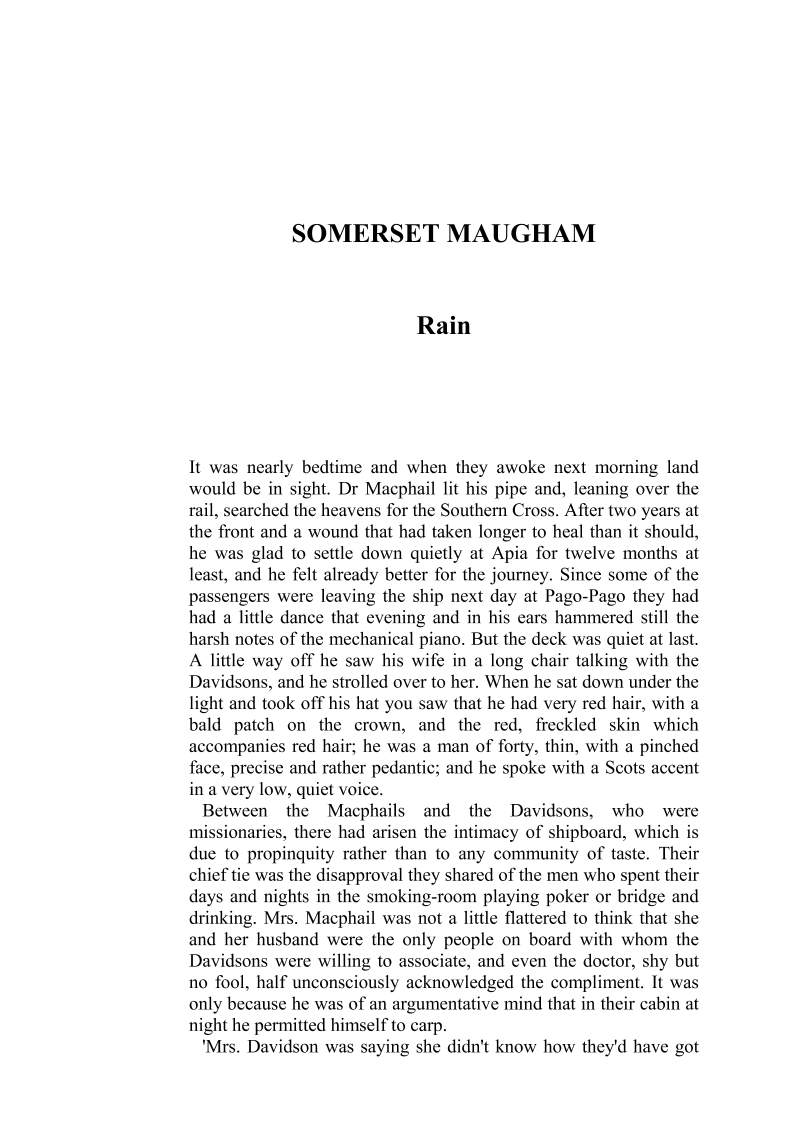 SOMERSET MAUGHAM
Rain
It was nearly bedtime and when they awoke next morning land
would be in sight. Dr Macphail lit his pipe and, leaning over the
rail, searched the heavens for the Southern Cross. After two years at
the front and a wound that had taken longer to heal than it should,
he was glad to settle down quietly at Apia for twelve months at
least, and he felt already better for the journey. Since some of the
passengers were leaving the ship next day at Pago-Pago they had
had a little dance that evening and in his ears hammered still the
harsh notes of the mechanical piano. But the deck was quiet at last.
A little way off he saw his wife in a long chair talking with the
Davidsons, and he strolled over to her. When he sat down under the
light and took off his hat you saw that he had very red hair, with a
bald patch on the crown, and the red, freckled skin which
accompanies red hair; he was a man of forty, thin, with a pinched
face, precise and rather pedantic; and he spoke with a Scots accent
in a very low, quiet voice.
Between the Macphails and the Davidsons, who were
missionaries, there had arisen the intimacy of shipboard, which is
due to propinquity rather than to any community of taste. Their
chief tie was the disapproval they shared of the men who spent their
days and nights in the smoking-room playing poker or bridge and
drinking. Mrs. Macphail was not a little flattered to think that she
and her husband were the only people on board with whom the
Davidsons were willing to associate, and even the doctor, shy but
no fool, half unconsciously acknowledged the compliment. It was
only because he was of an argumentative mind that in their cabin at
night he permitted himself to carp.
'Mrs. Davidson was saying she didn't know how they'd have got